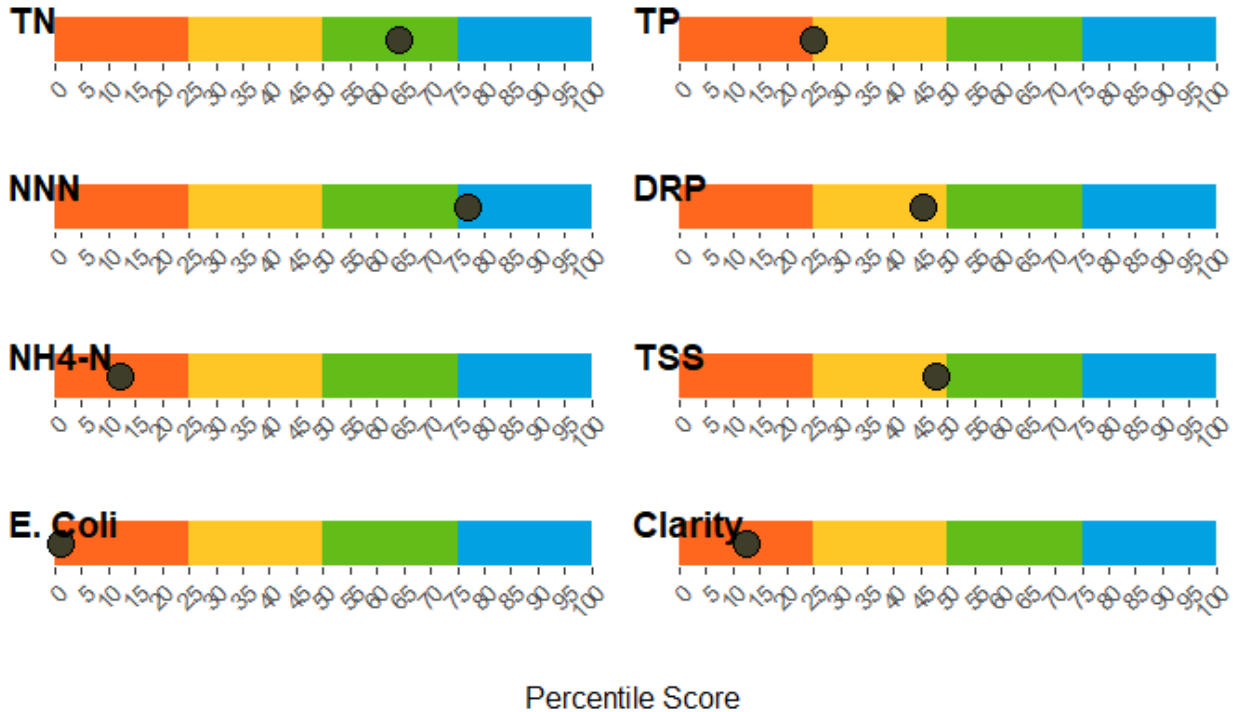 TN TP
0 5 10 15 20 25 30 35 40 45 50 55 60 65 70 75 80 85 90 95 100 0 5 10 15 20 25 30 35 40 45 50 55 60 65 70 75 80 85 90 95 100
NNN DRP
0 5 10 15 20 25 30 35 40 45 50 55 60 65 70 75 80 85 90 95 100 0 5 10 15 20 25 30 35 40 45 50 55 60 65 70 75 80 85 90 95 100
NH4-N TSS
0 5 10 15 20 25 30 35 40 45 50 55 60 65 70 75 80 85 90 95 100 0 5 10 15 20 25 30 35 40 45 50 55 60 65 70 75 80 85 90 95 100
E. Coli Clarity
0 5 10 15 20 25 30 35 40 45 50 55 60 65 70 75 80 85 90 95 100 0 5 10 15 20 25 30 35 40 45 50 55 60 65 70 75 80 85 90 95 100
Percentile Score